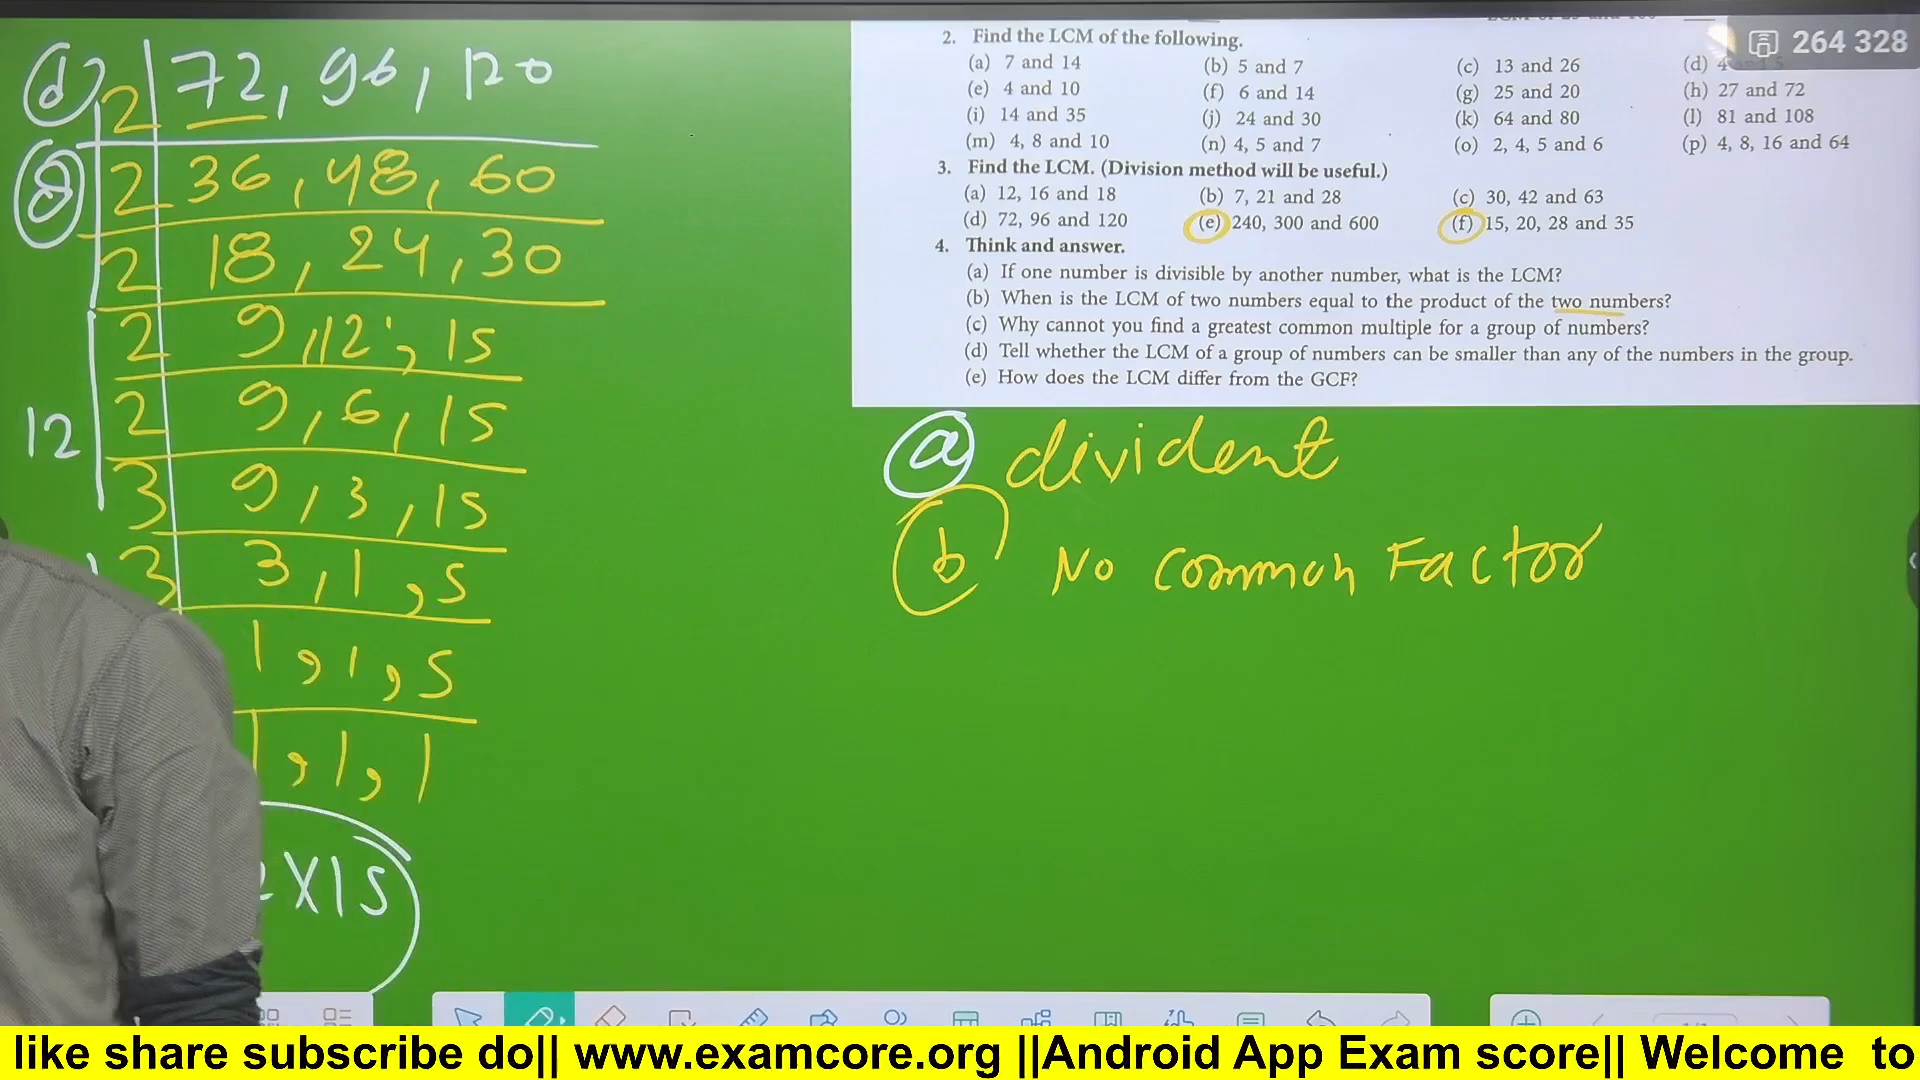 (d) 2 72, 96, 120
8 2 36, 48, 60
2 18, 24, 30
2 9, 12, 15
12 2 9, 6, 15
3 9, 3, 15
3 3, 1, 5
1, 1, 5
1, 1, 1
2X15
264 328
2. Find the LCM of the following.
(a) 7 and 14 (b) 5 and 7 (c) 13 and 26 (d) 4
(e) 4 and 10 (f) 6 and 14 (g) 25 and 20 (h) 27 and 72
(i) 14 and 35 (j) 24 and 30 (k) 64 and 80 (l) 81 and 108
(m) 4, 8 and 10 (n) 4, 5 and 7 (o) 2, 4, 5 and 6 (p) 4, 8, 16 and 64
3. Find the LCM. (Division method will be useful.)
(a) 12, 16 and 18 (b) 7, 21 and 28 (c) 30, 42 and 63
(d) 72, 96 and 120 (e) 240, 300 and 600 (f) 15, 20, 28 and 35
4. Think and answer.
(a) If one number is divisible by another number, what is the LCM?
(b) When is the LCM of two numbers equal to the product of the two numbers?
(c) Why cannot you find a greatest common multiple for a group of numbers?
(d) Tell whether the LCM of a group of numbers can be smaller than any of the numbers in the group.
(e) How does the LCM differ from the GCF?
(a) divident
(b) No common Factor
like share subscribe do|| www.examcore.org ||Android App Exam score|| Welcome to